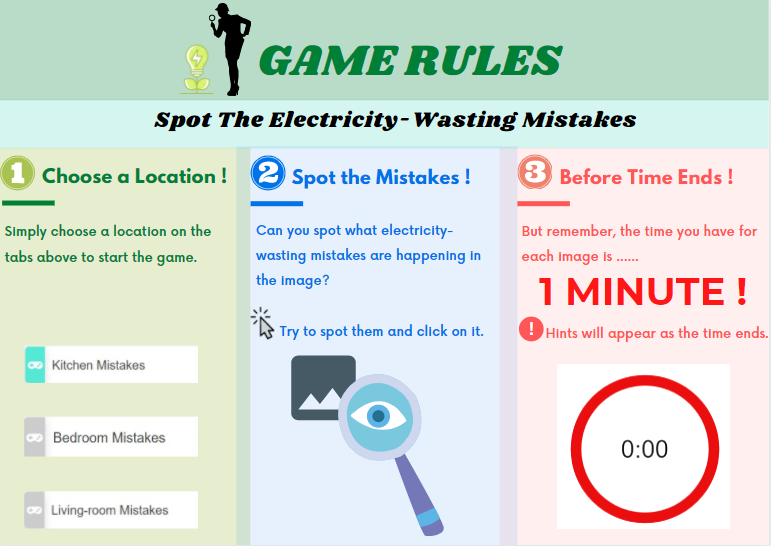 GAME RULES
Spot The Electricity-Wasting Mistakes
1 Choose a Location !
Simply choose a location on the
tabs above to start the game.
Kitchen Mistakes
Bedroom Mistakes
Living-room Mistakes
2 Spot the Mistakes !
Can you spot what electricity-
wasting mistakes are happening in
the image?
Try to spot them and click on it.
3 Before Time Ends !
But remember, the time you have for
each image is ......
1 MINUTE !
! Hints will appear as the time ends.
0:00